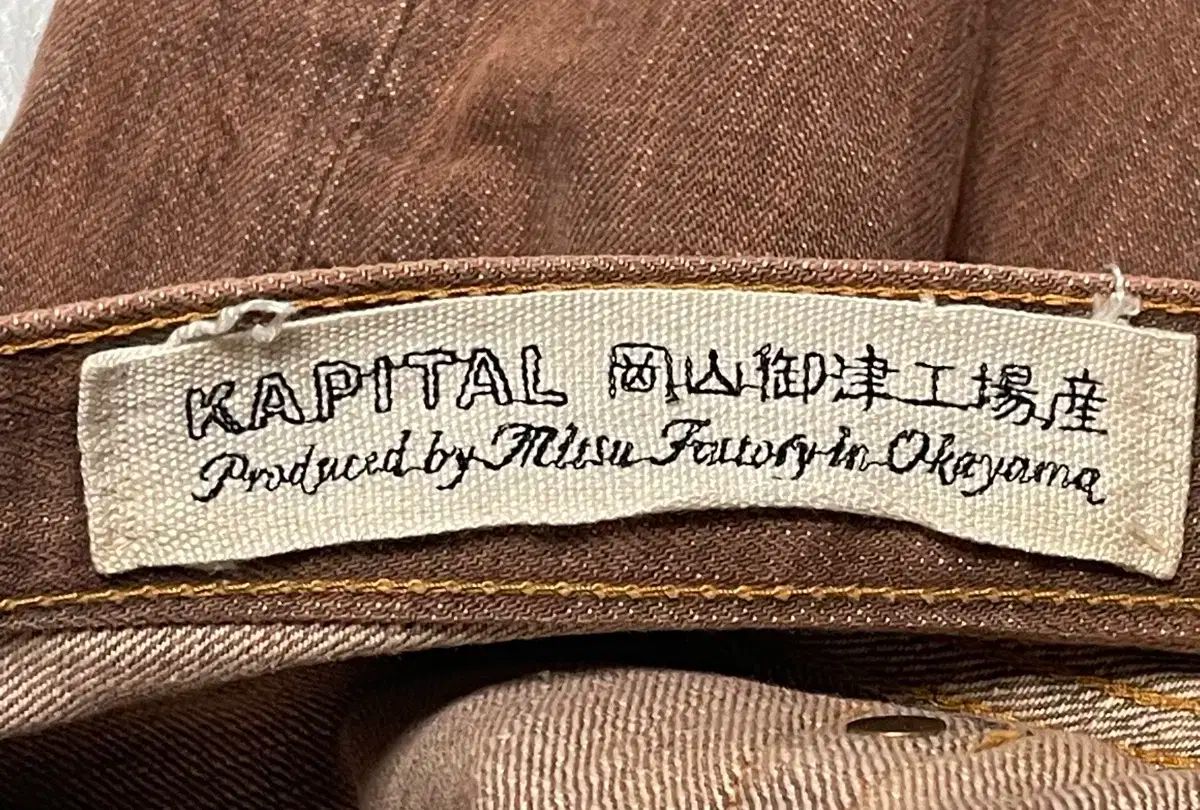 KAPITAL 岡山御津工場産
Produced by Mitsu Factory in Okayama